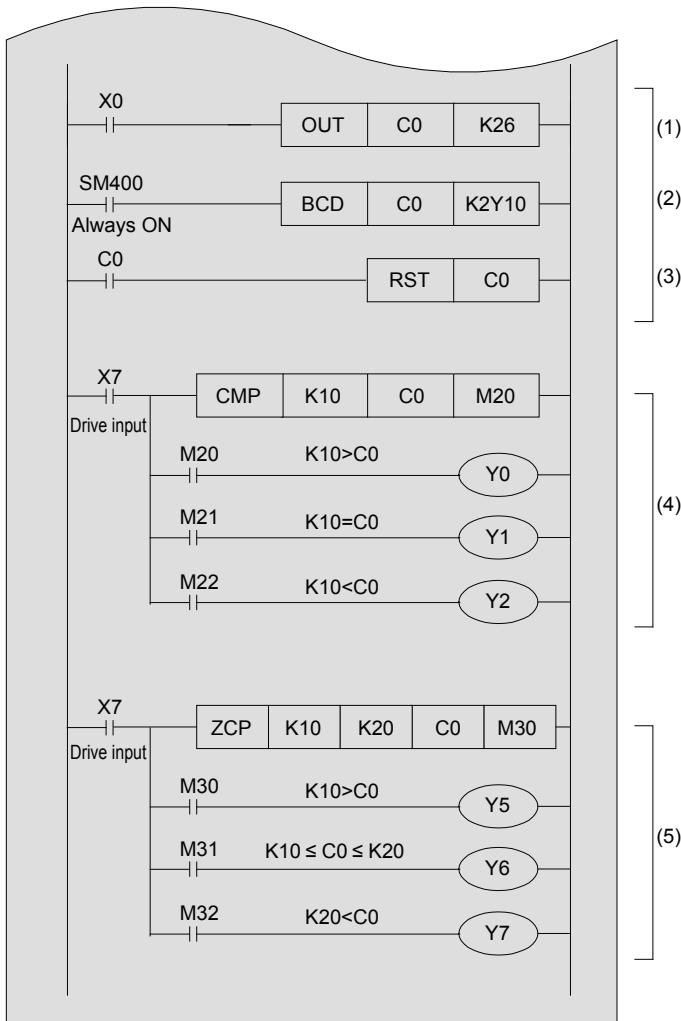 X0
OUT C0 K26
(1)
SM400
BCD C0 K2Y10
(2)
Always ON
C0
RST C0
(3)
X7
CMP K10 C0 M20
Drive input
M20 K10>C0
Y0
M21 K10=C0
Y1
(4)
M22 K10<C0
Y2
X7
ZCP K10 K20 C0 M30
Drive input
M30 K10>C0
Y5
M31 K10 ≤ C0 ≤ K20
Y6
(5)
M32 K20<C0
Y7